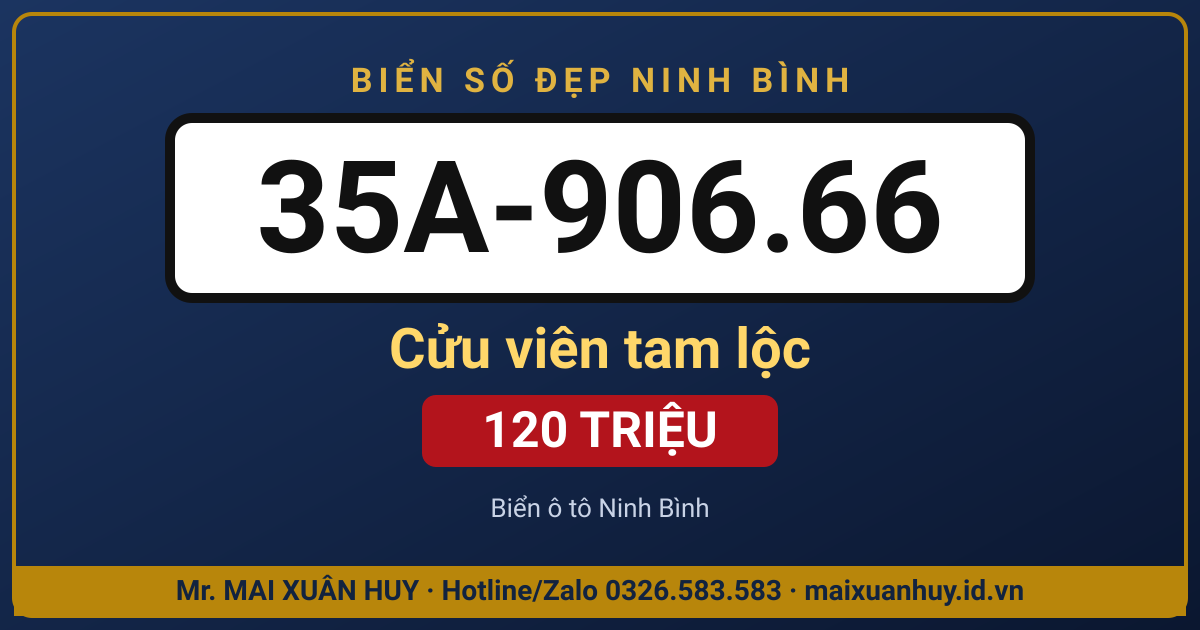 BIỂN SỐ ĐẸP NINH BÌNH
35A-906.66
Cửu viên tam lộc
120 TRIỆU
Biển ô tô Ninh Bình
Mr. MAI XUÂN HUY · Hotline/Zalo 0326.583.583 · maixuanhuy.id.vn